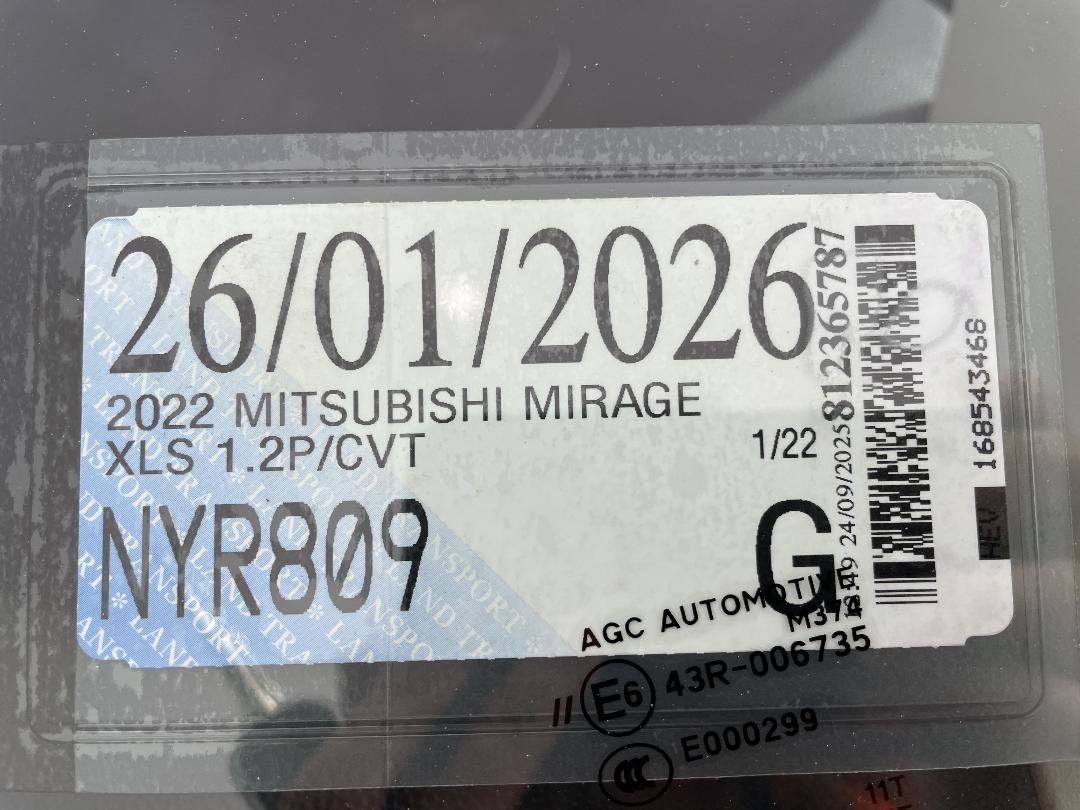 26/01/2026
2022 MITSUBISHI MIRAGE
XLS 1.2P/CVT 1/22
NYR809 G
24/09/2025 812365787
168543468
AGC AUTOMOTIVE
M374
43R-006735
E6
E000299
CCC
11T